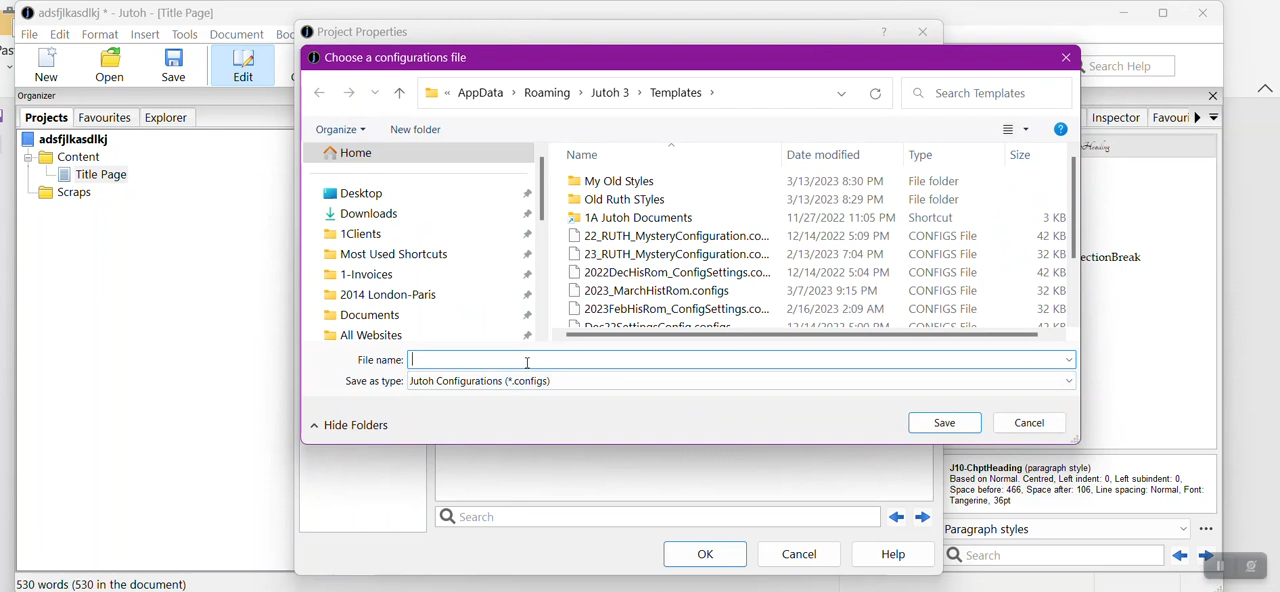 adsfjlkasdlkj * - Jutoh - [Title Page]
File Edit Format Insert Tools Document
New Open Save Edit
Organizer
Projects Favourites Explorer
adsfjlkasdlkj
Content
Title Page
Scraps
530 words (530 in the document)
Project Properties
?
Choose a configurations file
« AppData > Roaming > Jutoh 3 > Templates >
Search Templates
Organize New folder
?
Home
Desktop
Downloads
1Clients
Most Used Shortcuts
1-Invoices
2014 London-Paris
Documents
All Websites
Name Date modified Type Size
My Old Styles 3/13/2023 8:30 PM File folder
Old Ruth STyles 3/13/2023 8:29 PM File folder
1A Jutoh Documents 11/27/2022 11:05 PM Shortcut 3 KB
22_RUTH_MysteryConfiguration.co... 12/14/2022 5:09 PM CONFIGS File 42 KB
23_RUTH_MysteryConfiguration.co... 2/13/2023 7:04 PM CONFIGS File 32 KB
2022DecHisRom_ConfigSettings.co... 12/14/2022 5:04 PM CONFIGS File 42 KB
2023_MarchHistRom.configs 3/7/2023 9:15 PM CONFIGS File 32 KB
2023FebHisRom_ConfigSettings.co... 2/16/2023 2:09 AM CONFIGS File 32 KB
File name:
Save as type: Jutoh Configurations (*.configs)
Hide Folders
Save Cancel
Search
OK Cancel Help
Search Help
Inspector Favouri
Heading
ectionBreak
J10-ChptHeading (paragraph style)
Based on Normal. Centred, Left indent: 0, Left subindent: 0,
Space before: 466, Space after: 106, Line spacing: Normal, Font:
Tangerine, 36pt
Paragraph styles
Search